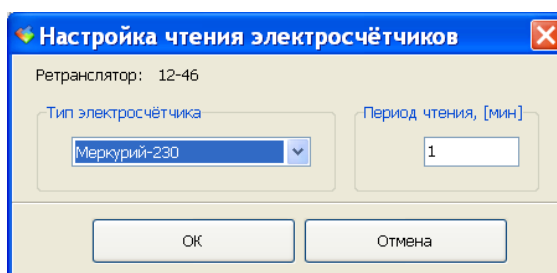 Настройка чтения электросчётчиков
Ретранслятор: 12-46
Тип электросчётчика
Период чтения, [мин]
Меркурий-230
1
ОК
Отмена